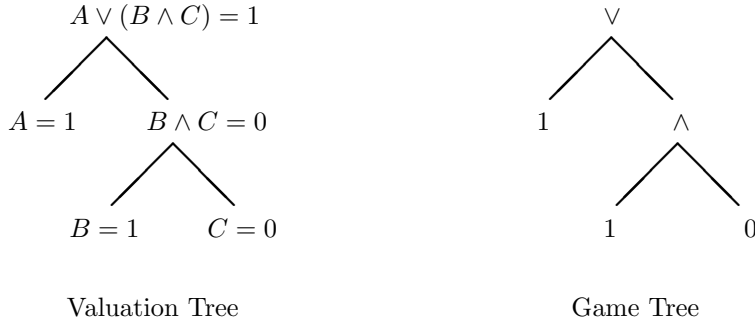 A ∨ (B ∧ C) = 1 ∨
A = 1 B ∧ C = 0 1 ∧
B = 1 C = 0 1 0
Valuation Tree Game Tree